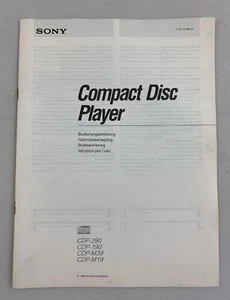 SONY
Compact Disc
Player
Bedienungsanleitung
Gebruiksaanwijzing
Bruksanvisning
Istruzioni per l'uso
CDP-390
CDP-190
CDP-M39
CDP-M19